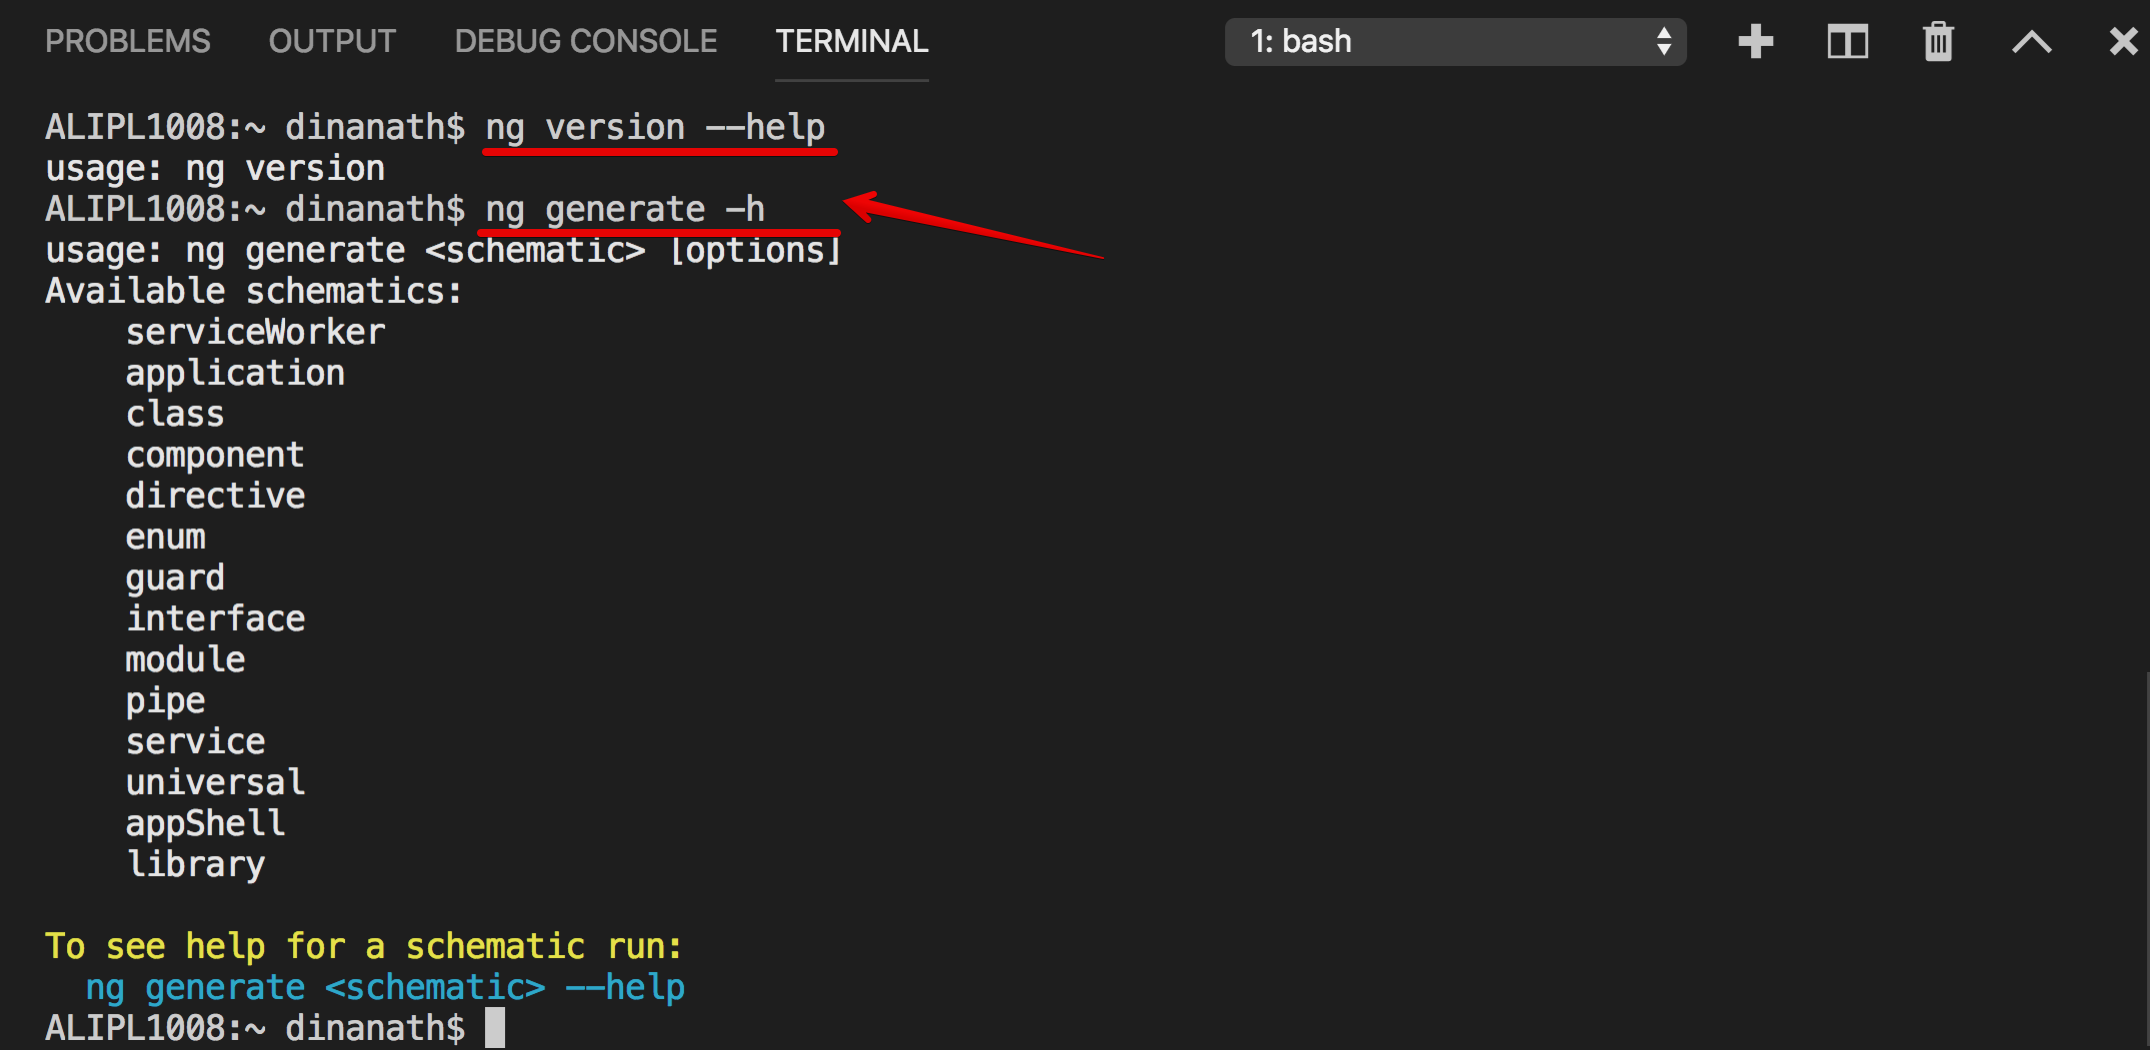 PROBLEMS OUTPUT DEBUG CONSOLE TERMINAL 1: bash
ALIPL1008:~ dinanath$ ng version --help
usage: ng version
ALIPL1008:~ dinanath$ ng generate -h
usage: ng generate <schematic> [options]
Available schematics:
serviceWorker
application
class
component
directive
enum
guard
interface
module
pipe
service
universal
appShell
library
To see help for a schematic run:
ng generate <schematic> --help
ALIPL1008:~ dinanath$